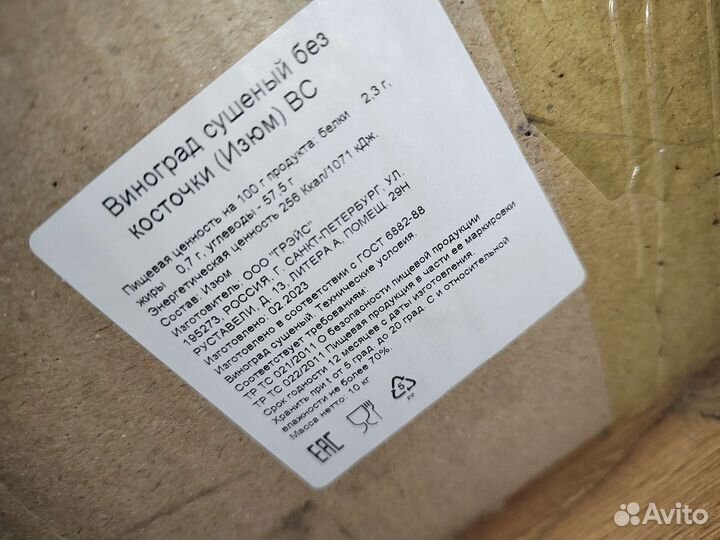 Виноград сушеный без
косточки (Изюм) ВС
Пищевая ценность на 100 г продукта: белки 2,3 г,
жиры 0,7 г, углеводы - 57,5 г
Энергетическая ценность 256 Ккал/1071 кДж.
Состав: Изюм
Изготовитель: ООО "ГРЭЙС"
195273, РОССИЯ, Г. САНКТ-ПЕТЕРБУРГ, УЛ.
РУСТАВЕЛИ, Д. 13, ЛИТЕРА А, ПОМЕЩ. 29Н
Изготовлено 02.2023
Изготовлено в соответствии с ГОСТ 6882-88
Виноград сушеный. Технические условия.
Соответствует требованиям:
ТР ТС 021/2011 О безопасности пищевой продукции
ТР ТС 022/2011 Пищевая продукция в части ее маркировки
Срок годности 12 месяцев с даты изготовления.
Хранить при t от 5 град. до 20 град. С и относительной
влажности не более 70%.
Масса нетто: 10 кг
EAC
5
PP
Avito